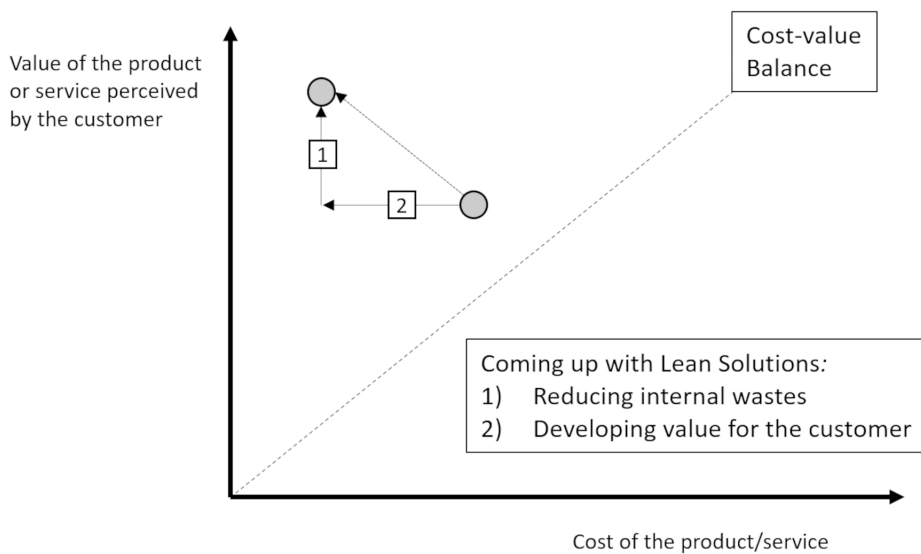 Cost-value
Balance
Value of the product
or service perceived
by the customer
1
2
Coming up with Lean Solutions:
1) Reducing internal wastes
2) Developing value for the customer
Cost of the product/service